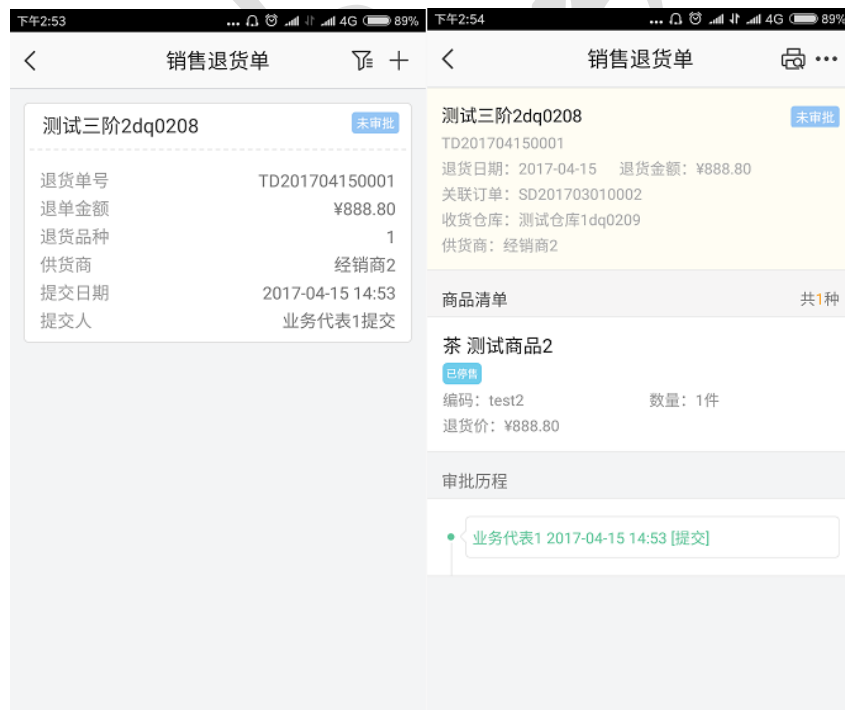 下午2:53
... 4G 89%
销售退货单
测试三阶2dq0208
未审批
退货单号 TD201704150001
退单金额 ¥888.80
退货品种 1
供货商 经销商2
提交日期 2017-04-15 14:53
提交人 业务代表1提交
下午2:54
... 4G 89%
销售退货单
测试三阶2dq0208
未审批
TD201704150001
退货日期：2017-04-15 退货金额：¥888.80
关联订单：SD201703010002
收货仓库：测试仓库1dq0209
供货商：经销商2
商品清单 共1种
茶 测试商品2
已停售
编码：test2 数量：1件
退货价：¥888.80
审批历程
业务代表1 2017-04-15 14:53 [提交]